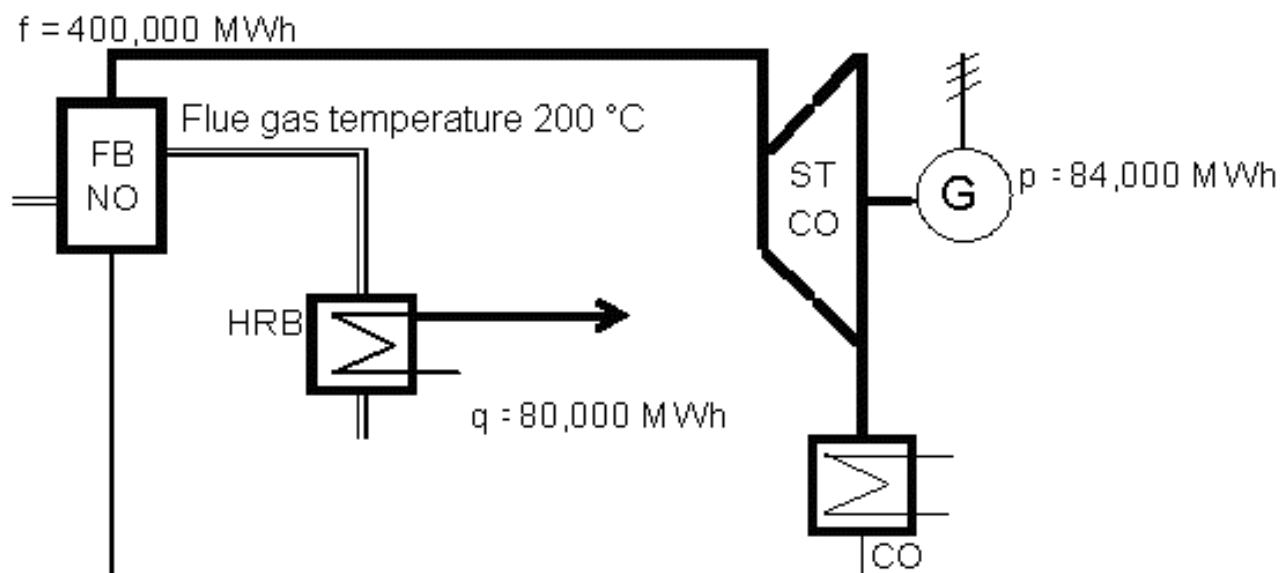 f = 400,000 MWh
Flue gas temperature 200 °C
FB
NO
ST
CO
G
p = 84,000 MWh
HRB
q = 80,000 MWh
CO